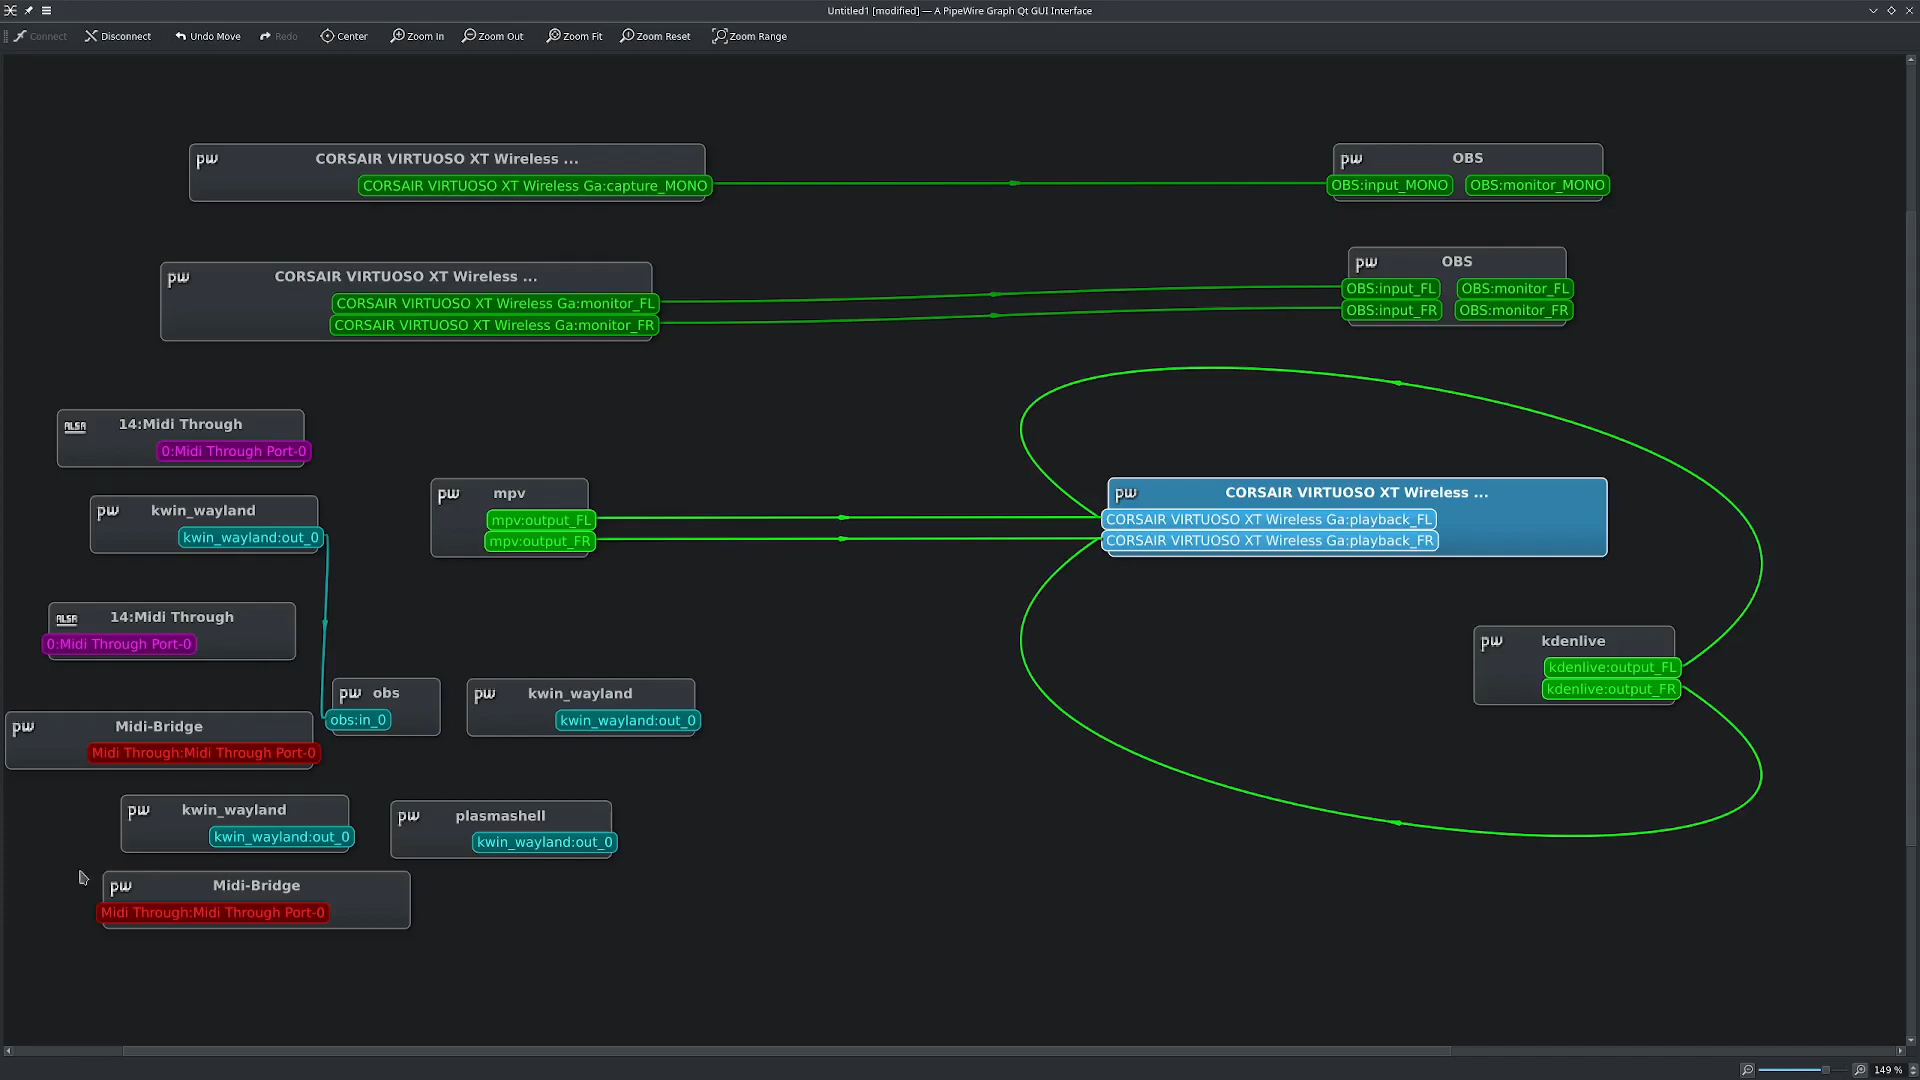 Untitled1 [modified] — A PipeWire Graph Qt GUI Interface
Connect Disconnect Undo Move Redo Center Zoom In Zoom Out Zoom Fit Zoom Reset Zoom Range
pw CORSAIR VIRTUOSO XT Wireless ...
CORSAIR VIRTUOSO XT Wireless Ga:capture_MONO
pw OBS
OBS:input_MONO OBS:monitor_MONO
pw CORSAIR VIRTUOSO XT Wireless ...
CORSAIR VIRTUOSO XT Wireless Ga:monitor_FL
CORSAIR VIRTUOSO XT Wireless Ga:monitor_FR
pw OBS
OBS:input_FL OBS:monitor_FL
OBS:input_FR OBS:monitor_FR
ALSA 14:Midi Through
0:Midi Through Port-0
pw kwin_wayland
kwin_wayland:out_0
pw mpv
mpv:output_FL
mpv:output_FR
pw CORSAIR VIRTUOSO XT Wireless ...
CORSAIR VIRTUOSO XT Wireless Ga:playback_FL
CORSAIR VIRTUOSO XT Wireless Ga:playback_FR
ALSA 14:Midi Through
0:Midi Through Port-0
pw kdenlive
kdenlive:output_FL
kdenlive:output_FR
pw obs
obs:in_0
pw kwin_wayland
kwin_wayland:out_0
pw Midi-Bridge
Midi Through:Midi Through Port-0
pw kwin_wayland
kwin_wayland:out_0
pw plasmashell
kwin_wayland:out_0
pw Midi-Bridge
Midi Through:Midi Through Port-0
149 %